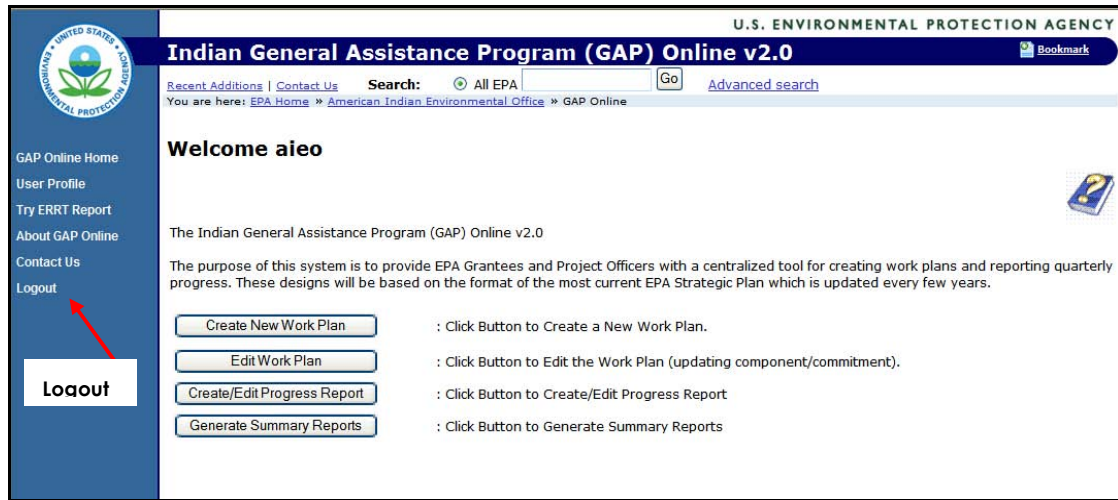 U.S. ENVIRONMENTAL PROTECTION AGENCY
UNITED STATES
ENVIRONMENTAL PROTECTION AGENCY
Indian General Assistance Program (GAP) Online v2.0
Bookmark
Recent Additions | Contact Us Search: All EPA Go Advanced search
You are here: EPA Home » American Indian Environmental Office » GAP Online
GAP Online Home
User Profile
Try ERRT Report
About GAP Online
Contact Us
Logout
Logout
Welcome aieo
?
The Indian General Assistance Program (GAP) Online v2.0
The purpose of this system is to provide EPA Grantees and Project Officers with a centralized tool for creating work plans and reporting quarterly
progress. These designs will be based on the format of the most current EPA Strategic Plan which is updated every few years.
Create New Work Plan : Click Button to Create a New Work Plan.
Edit Work Plan : Click Button to Edit the Work Plan (updating component/commitment).
Create/Edit Progress Report : Click Button to Create/Edit Progress Report
Generate Summary Reports : Click Button to Generate Summary Reports